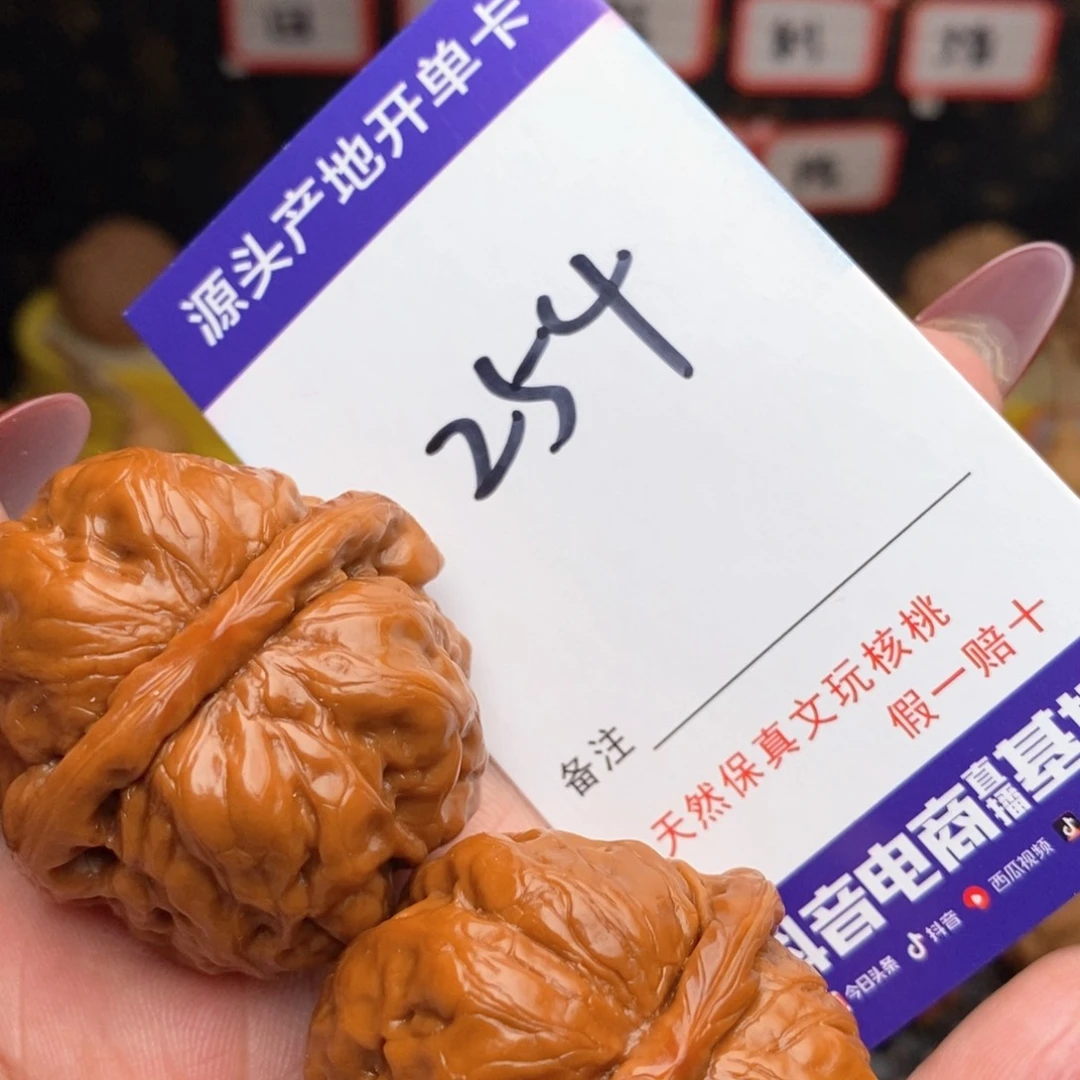 源头产地开单卡
254
备注
天然保真文玩核桃
假一赔十
抖音电商直播基地
今日头条 抖音 西瓜视频